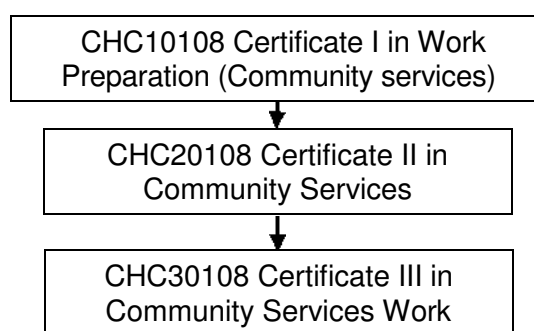 CHC10108 Certificate I in Work
Preparation (Community services)
CHC20108 Certificate II in
Community Services
CHC30108 Certificate III in
Community Services Work